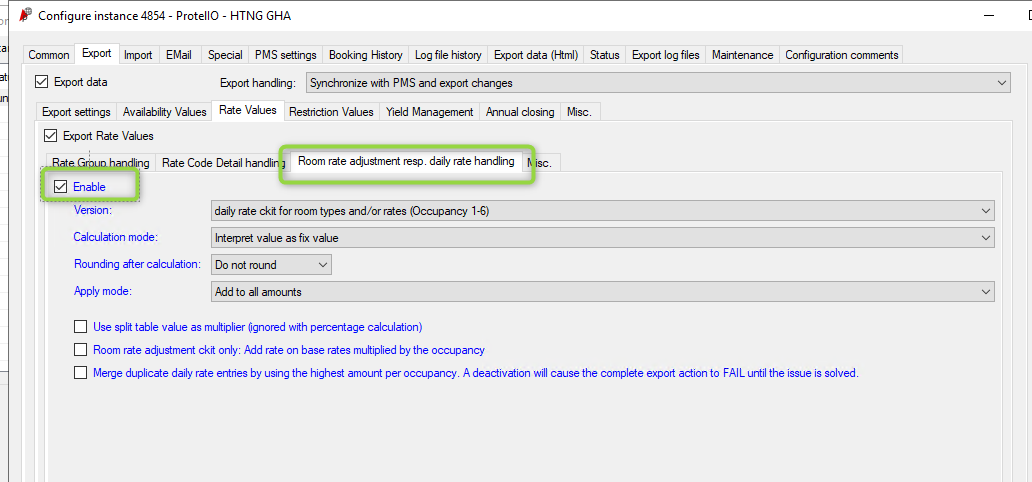 Configure instance 4854 - ProtelIO - HTNG GHA
Common Export Import EMail Special PMS settings Booking History Log file history Export data (Html) Status Export log files Maintenance Configuration comments
Export data Export handling: Synchronize with PMS and export changes
Export settings Availability Values Rate Values Restriction Values Yield Management Annual closing Misc.
Export Rate Values
Rate Group handling Rate Code Detail handling Room rate adjustment resp. daily rate handling Misc.
Enable
Version: daily rate ckit for room types and/or rates (Occupancy 1-6)
Calculation mode: Interpret value as fix value
Rounding after calculation: Do not round
Apply mode: Add to all amounts
Use split table value as multiplier (ignored with percentage calculation)
Room rate adjustment ckit only: Add rate on base rates multiplied by the occupancy
Merge duplicate daily rate entries by using the highest amount per occupancy. A deactivation will cause the complete export action to FAIL until the issue is solved.